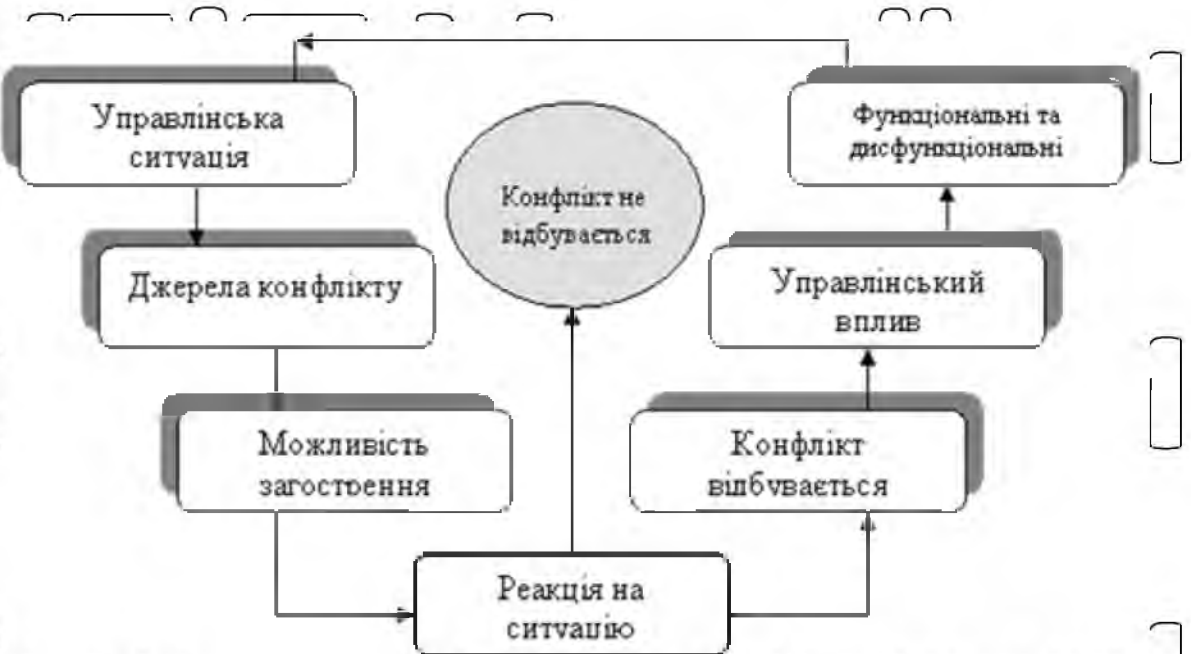 Управлінська
ситуація
Функціональні та
дисфункціональні
Конфлікт не
відбувається
Джерела конфлікту
Управлінський
вплив
Можливість
загострення
Конфлікт
відбувається
Реакція на
ситуацію